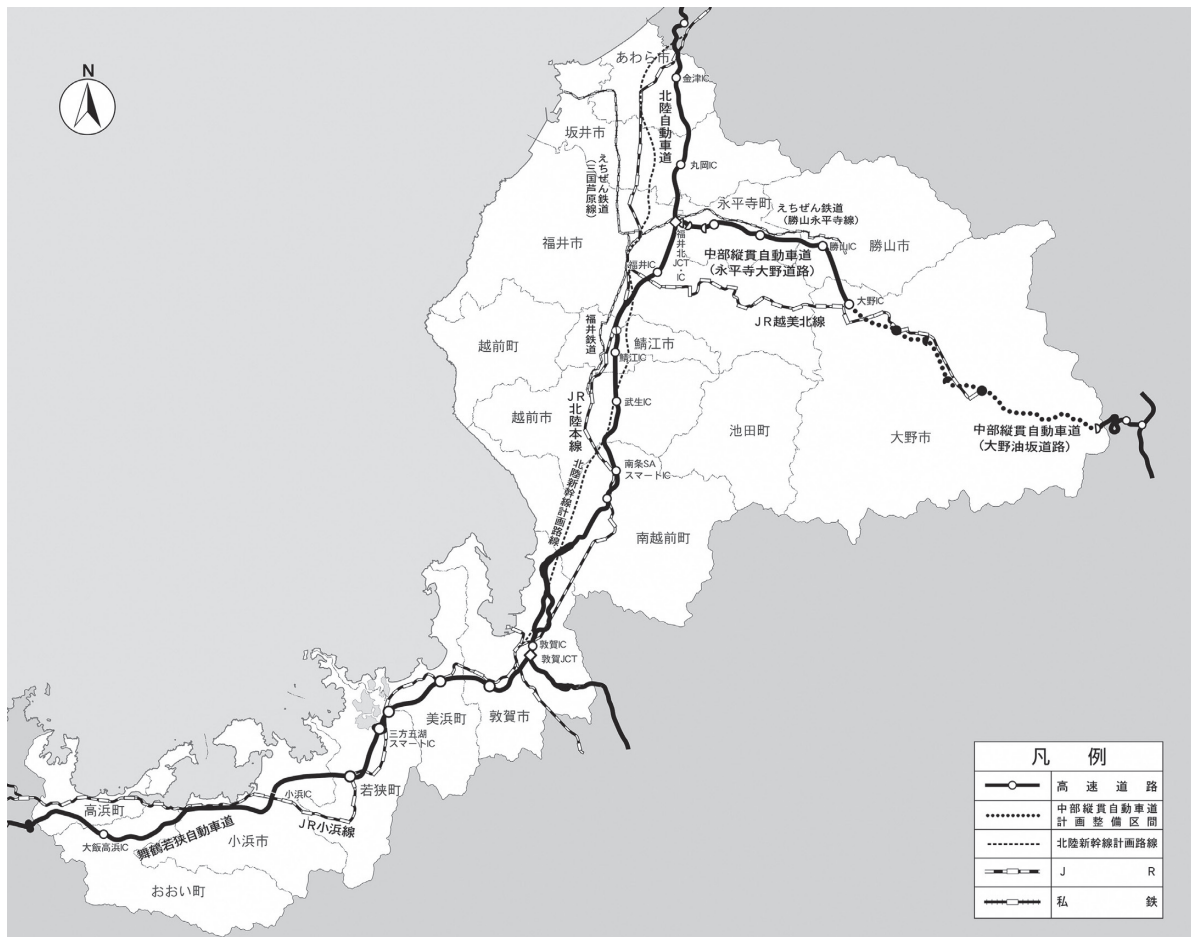 N
あわら市
金津IC
北陸自動車道
坂井市
えちぜん鉄道
(三国芦原線)
丸岡IC
永平寺町
えちぜん鉄道
(勝山永平寺線)
福井市
福井北
JCT・
IC
中部縦貫自動車道
(永平寺大野道路)
勝山IC
勝山市
福井IC
大野IC
JR越美北線
福井鉄道
越前町
鯖江市
鯖江IC
JR北陸本線
越前市
武生IC
池田町
大野市
中部縦貫自動車道
(大野油坂道路)
南条SA
スマートIC
北陸新幹線計画路線
南越前町
敦賀IC
敦賀JCT
美浜町
敦賀市
三方五湖
スマートIC
若狭町
小浜IC
JR小浜線
高浜町
大飯高浜IC
舞鶴若狭自動車道
小浜市
おおい町
凡例
高速道路
中部縦貫自動車道
計画整備区間
北陸新幹線計画路線
JR
私鉄